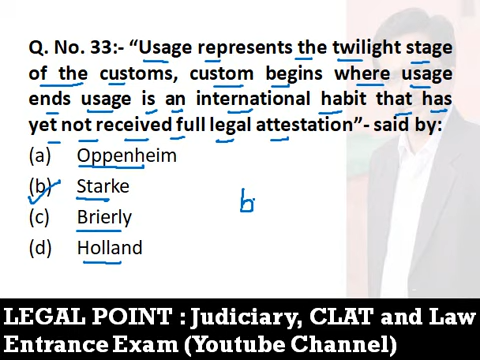 Q. No. 33:- “Usage represents the twilight stage
of the customs, custom begins where usage
ends usage is an international habit that has
yet not received full legal attestation”- said by:
(a) Oppenheim
(b) Starke
(c) Brierly
(d) Holland
b
LEGAL POINT : Judiciary, CLAT and Law
Entrance Exam (Youtube Channel)